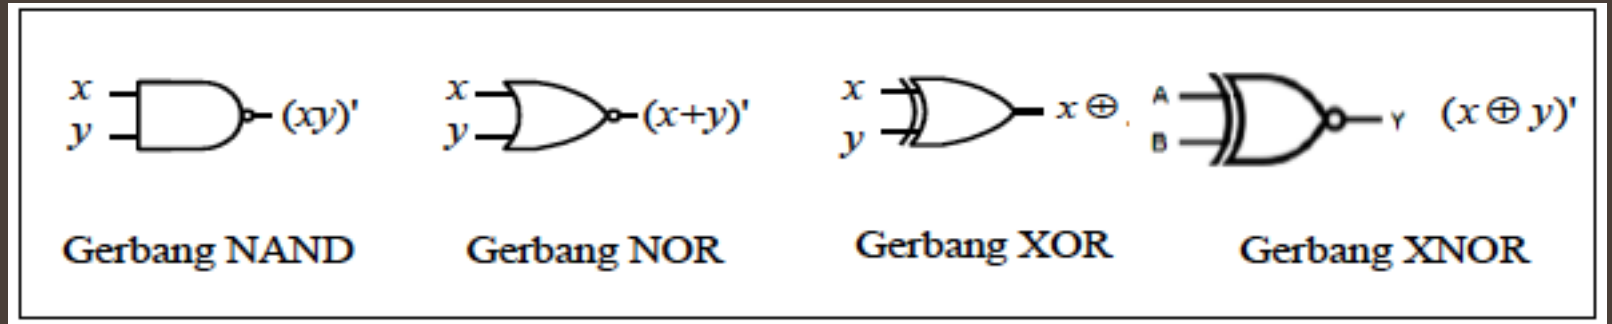 x
y
(xy)'
Gerbang NAND
x
y
(x+y)'
Gerbang NOR
x
y
x ⊕
Gerbang XOR
A
B
Y
(x ⊕ y)'
Gerbang XNOR